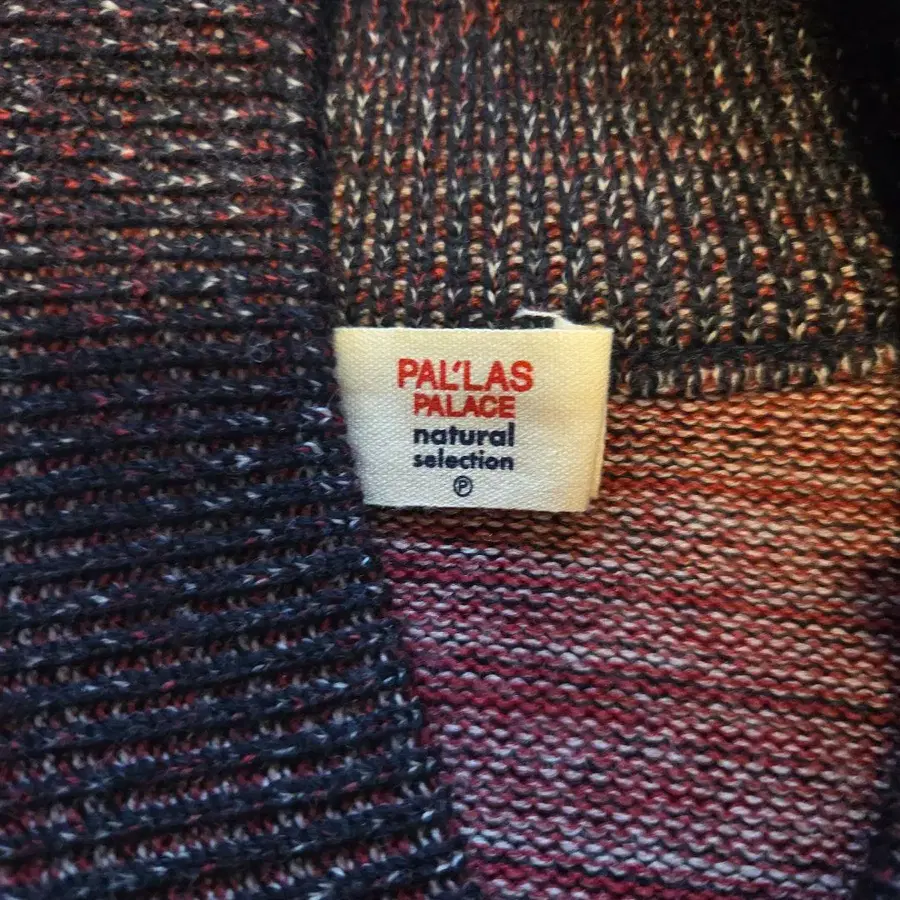 PAL'LAS
PALACE
natural
selection
Ⓟ